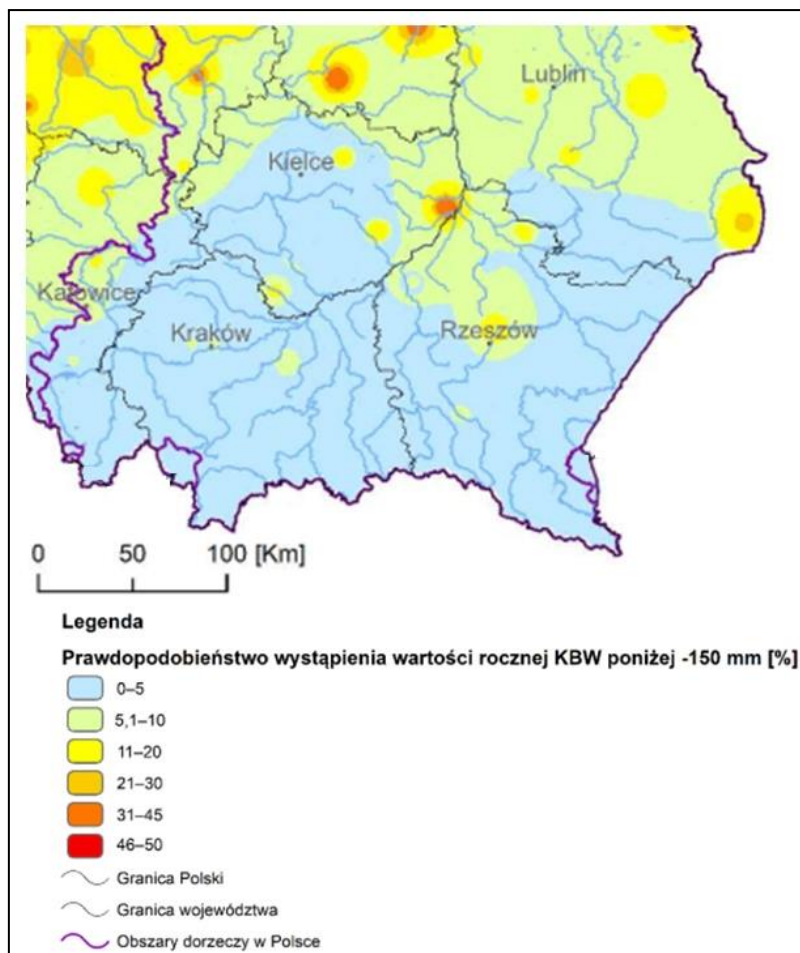 Lublin
Kielce
Katowice
Kraków
Rzeszów
0 50 100 [Km]
Legenda
Prawdopodobieństwo wystąpienia wartości rocznej KBW poniżej -150 mm [%]
0–5
5,1–10
11–20
21–30
31–45
46–50
Granica Polski
Granica województwa
Obszary dorzeczy w Polsce